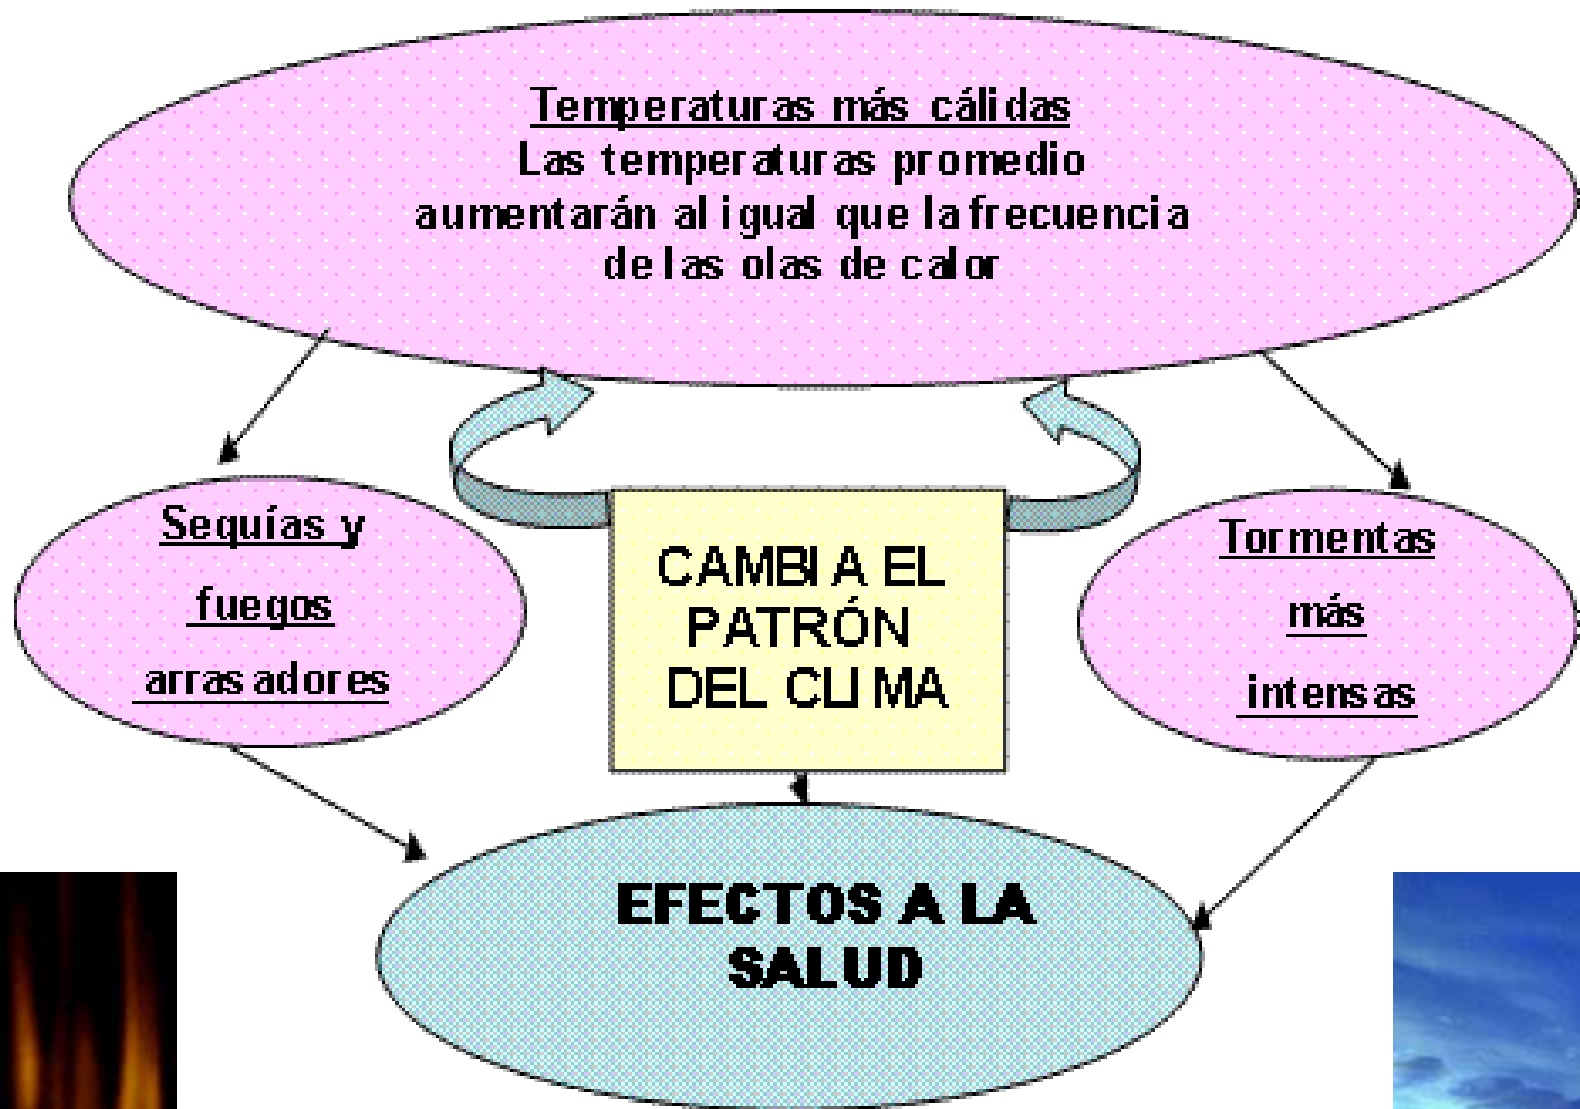 Temperaturas más cálidas
Las temperaturas promedio
aumentarán al igual que la frecuencia
de las olas de calor
Sequías y
fuegos
arrasadores
CAMBIA EL
PATRÓN
DEL CLIMA
Tormentas
más
intensas
EFECTOS A LA
SALUD